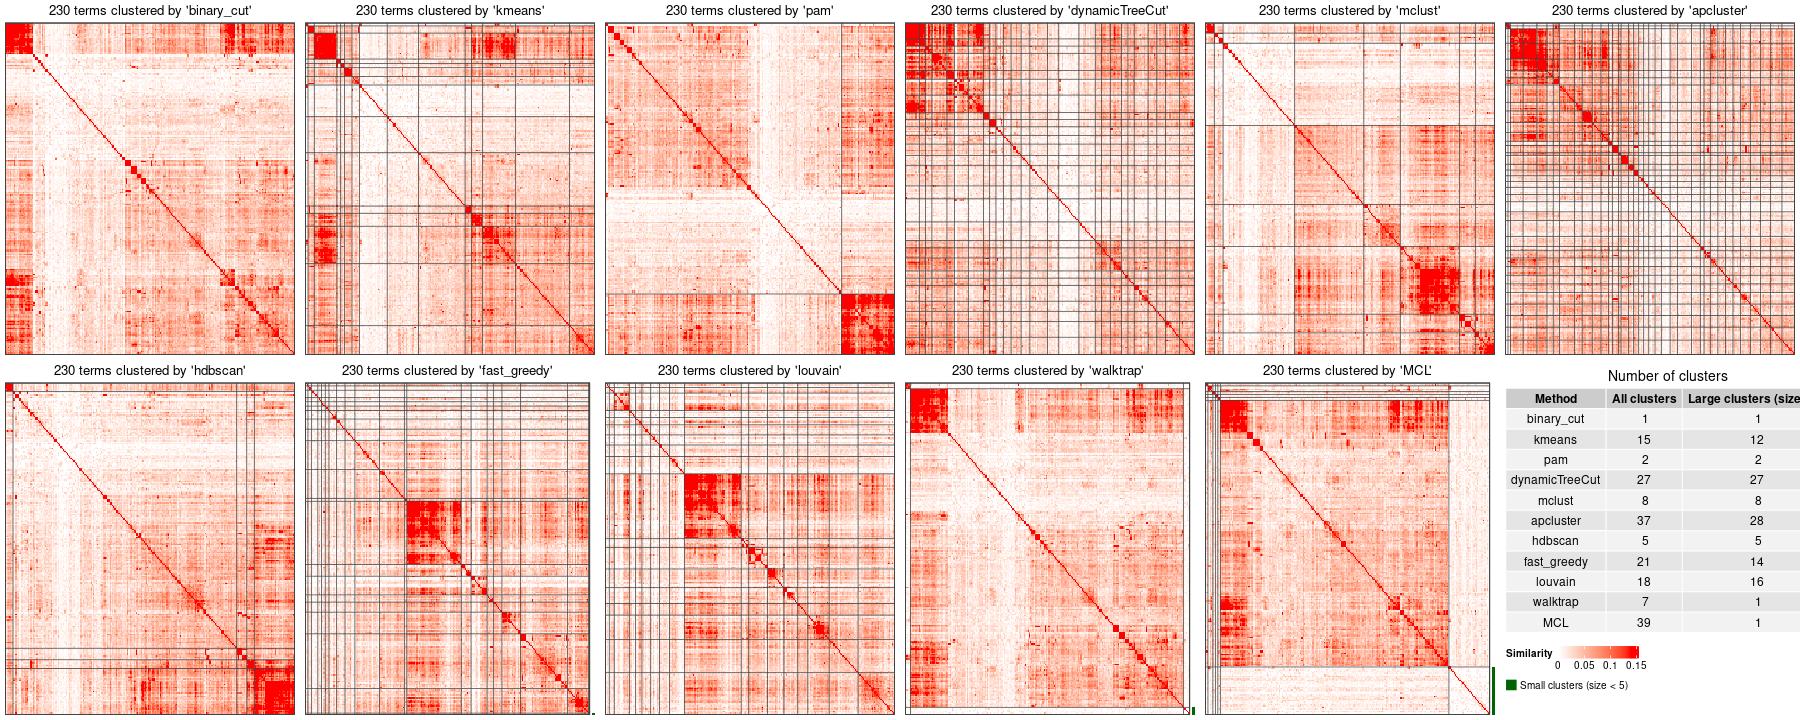 230 terms clustered by 'binary_cut'
230 terms clustered by 'kmeans'
230 terms clustered by 'pam'
230 terms clustered by 'dynamicTreeCut'
230 terms clustered by 'mclust'
230 terms clustered by 'apcluster'
230 terms clustered by 'hdbscan'
230 terms clustered by 'fast_greedy'
230 terms clustered by 'louvain'
230 terms clustered by 'walktrap'
230 terms clustered by 'MCL'
Number of clusters
Method All clusters Large clusters (size
binary_cut 1 1
kmeans 15 12
pam 2 2
dynamicTreeCut 27 27
mclust 8 8
apcluster 37 28
hdbscan 5 5
fast_greedy 21 14
louvain 18 16
walktrap 7 1
MCL 39 1
Similarity
0 0.05 0.1 0.15
Small clusters (size < 5)